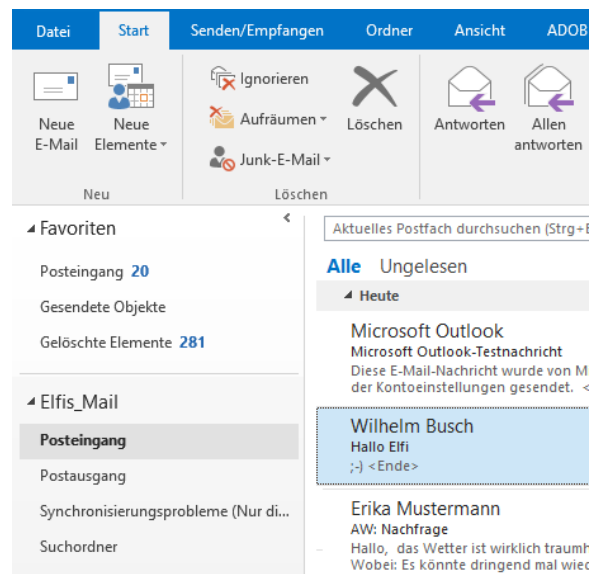 Datei Start Senden/Empfangen Ordner Ansicht ADOB
Ignorieren
Aufräumen
Junk-E-Mail
Neue E-Mail
Neue Elemente
Löschen
Antworten
Allen antworten
Neu
Löschen
Favoriten
Posteingang 20
Gesendete Objekte
Gelöschte Elemente 281
Elfis_Mail
Posteingang
Postausgang
Synchronisierungsprobleme (Nur di...
Suchordner
Aktuelles Postfach durchsuchen (Strg+E
Alle Ungelesen
Heute
Microsoft Outlook
Microsoft Outlook-Testnachricht
Diese E-Mail-Nachricht wurde von M
der Kontoeinstellungen gesendet. <
Wilhelm Busch
Hallo Elfi
;-) <Ende>
Erika Mustermann
AW: Nachfrage
Hallo, das Wetter ist wirklich traumh
Wobei: Es könnte dringend mal wied